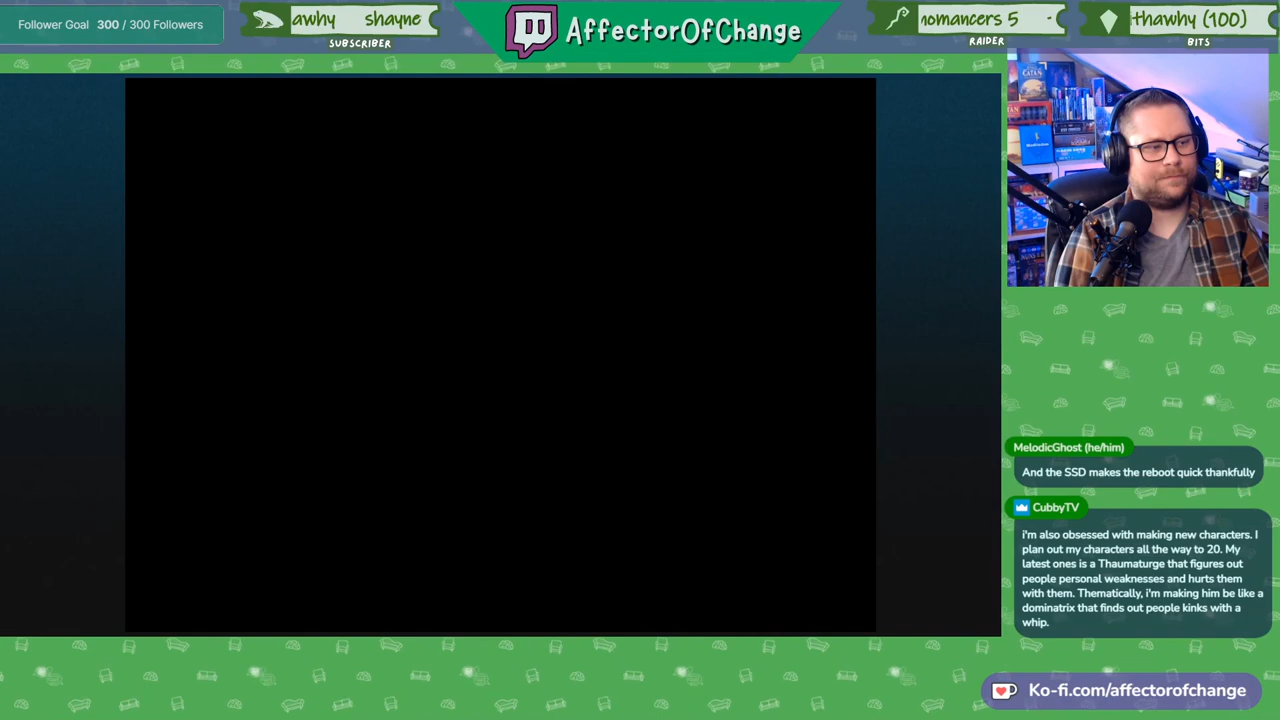 Follower Goal 300 / 300 Followers
awhy shayne
SUBSCRIBER
AffectorOfChange
nomancers 5 -
RAIDER
thawhy (100)
BITS
CATAN
MelodicGhost (he/him)
And the SSD makes the reboot quick thankfully
CubbyTV
i'm also obsessed with making new characters. I
plan out my characters all the way to 20. My
latest ones is a Thaumaturge that figures out
people personal weaknesses and hurts them
with them. Thematically, i'm making him be like a
dominatrix that finds out people kinks with a
whip.
Ko-fi.com/affectorofchange